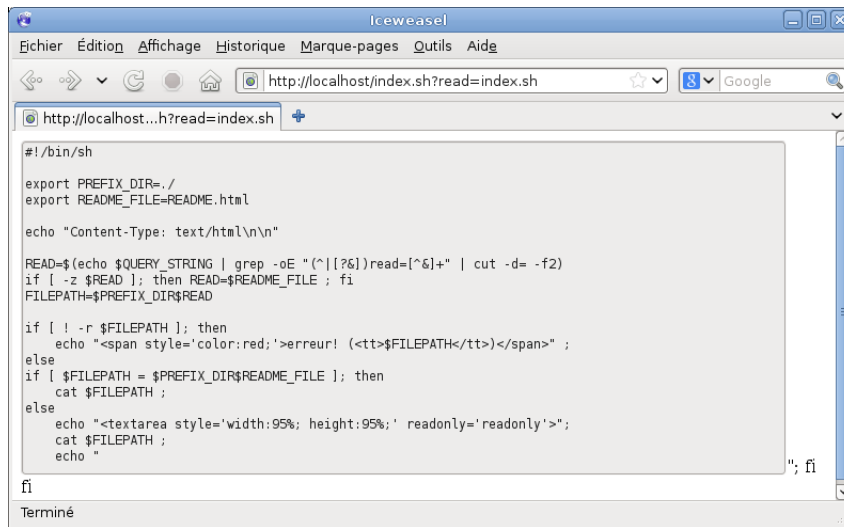 Iceweasel
Fichier Édition Affichage Historique Marque-pages Outils Aide
http://localhost/index.sh?read=index.sh Google
http://localhost...h?read=index.sh
#!/bin/sh
export PREFIX_DIR=./
export README_FILE=README.html
echo "Content-Type: text/html\n\n"
READ=$(echo $QUERY_STRING | grep -oE "(^|[?&])read=[^&]+" | cut -d= -f2)
if [ -z $READ ]; then READ=$README_FILE ; fi
FILEPATH=$PREFIX_DIR$READ
if [ ! -r $FILEPATH ]; then
    echo "<span style='color:red;'>erreur! (<tt>$FILEPATH</tt>)</span>" ;
else
if [ $FILEPATH = $PREFIX_DIR$README_FILE ]; then
    cat $FILEPATH ;
else
    echo "<textarea style='width:95%; height:95%;' readonly='readonly'>";
    cat $FILEPATH ;
    echo "
"; fi
fi
Terminé